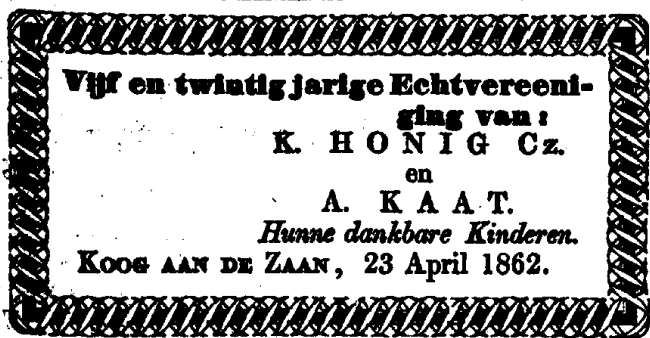 Vijf en twintig jarige Echtvereeni-
ging van:
K. HONIG Cz.
en
A. KAAT.
Hunne dankbare Kinderen.
KOOG AAN DE ZAAN, 23 April 1862.